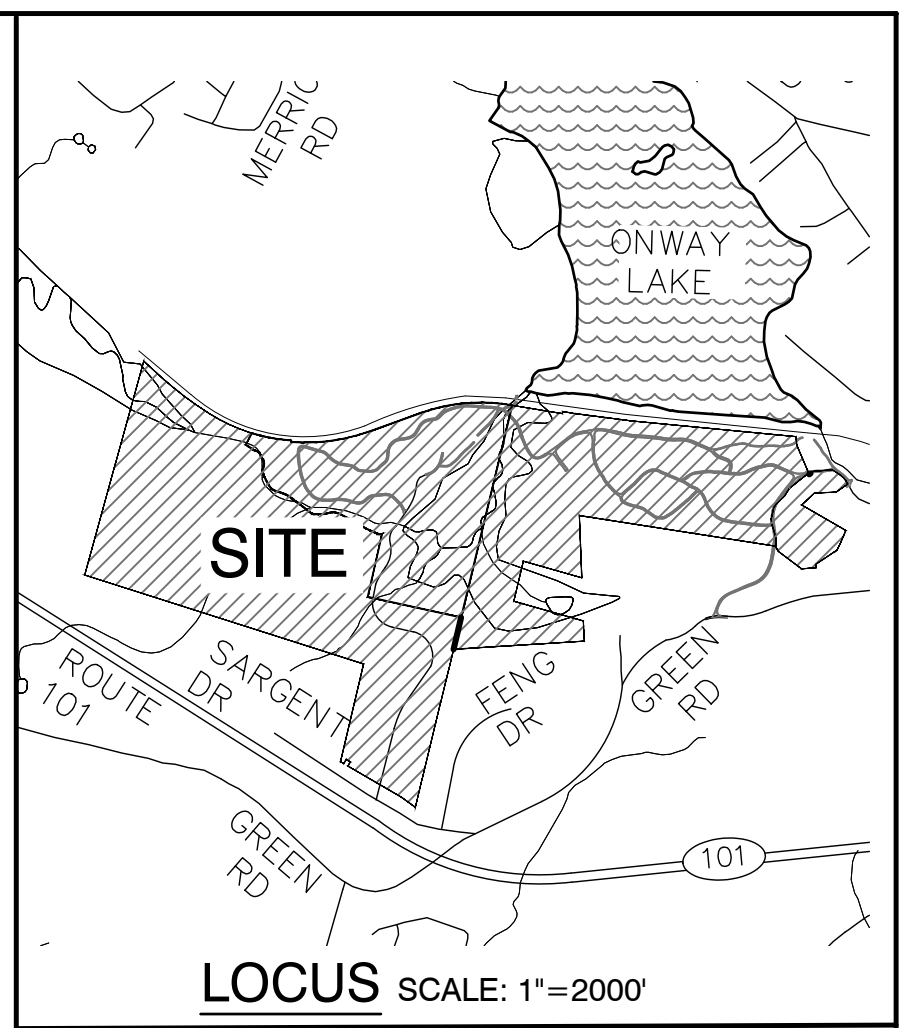 MERRIC
RD
ONWAY
LAKE
SITE
SARGENT
DR
ROUTE
101
FENG
DR
GREEN
RD
GREEN
RD
101
LOCUS SCALE: 1"=2000'